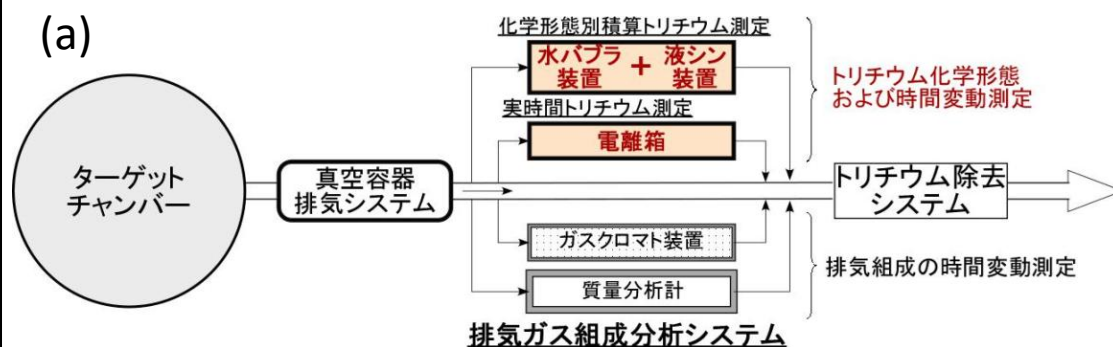 (a)
化学形態別積算トリチウム測定
水バブラ + 液シン
装置 装置
トリチウム化学形態
および時間変動測定
実時間トリチウム測定
電離箱
ターゲット
チャンバー
真空容器
排気システム
トリチウム除去
システム
ガスクロマト装置
質量分析計
排気組成の時間変動測定
排気ガス組成分析システム